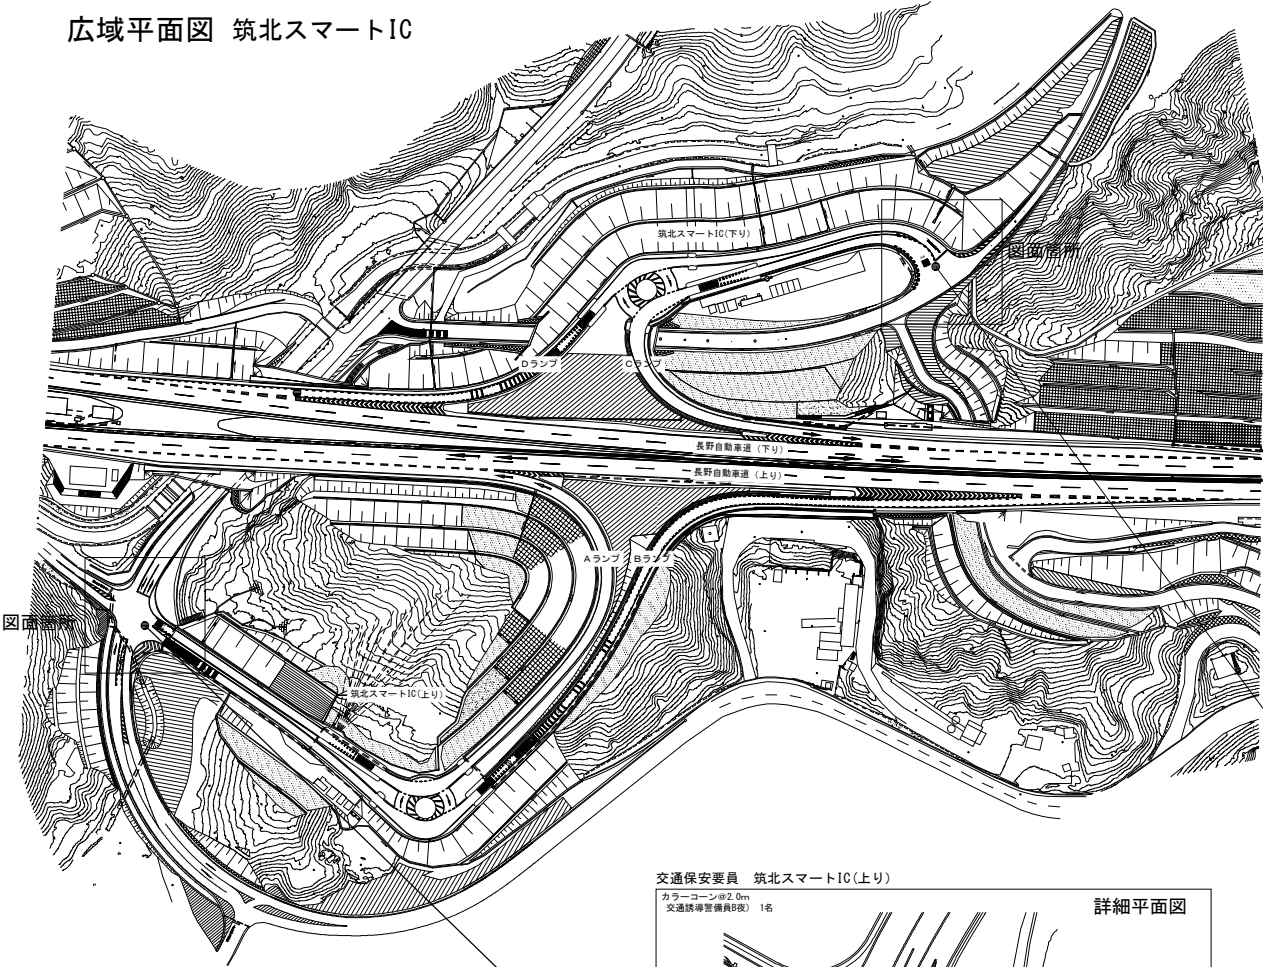 広域平面図 筑北スマートIC
筑北スマートIC(下り)
図面箇所
Dランプ
Cランプ
長野自動車道 (下り)
長野自動車道 (上り)
Aランプ
Bランプ
図面箇所
筑北スマートIC(上り)
交通保安要員 筑北スマートIC(上り)
カラーコーン@2.0m
交通誘導警備員B夜) 1名
詳細平面図